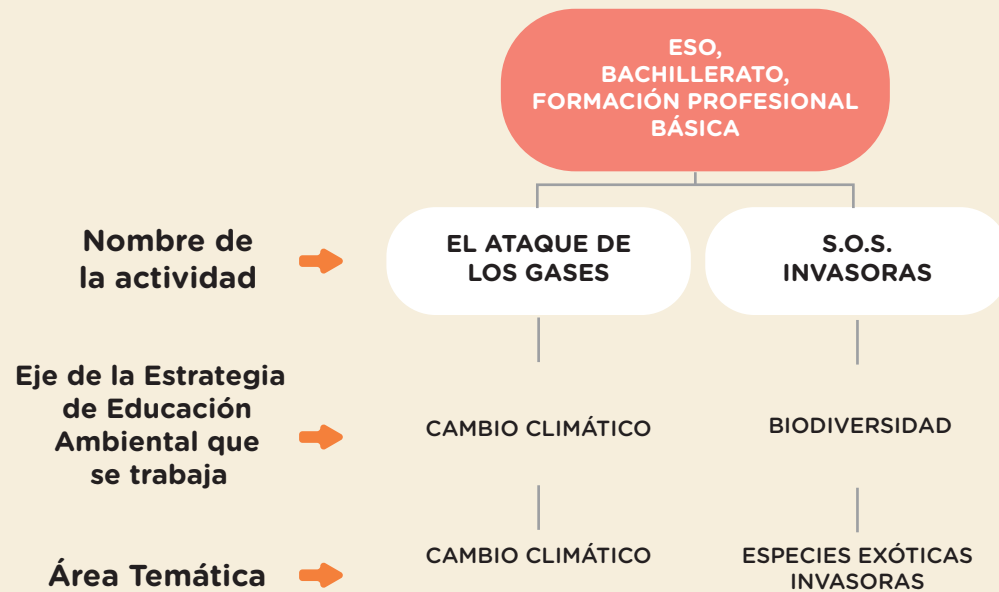 ESO,
BACHILLERATO,
FORMACIÓN PROFESIONAL
BÁSICA
Nombre de
la actividad
EL ATAQUE DE
LOS GASES
S.O.S.
INVASORAS
Eje de la Estrategia
de Educación
Ambiental que
se trabaja
CAMBIO CLIMÁTICO
BIODIVERSIDAD
Área Temática
CAMBIO CLIMÁTICO
ESPECIES EXÓTICAS
INVASORAS